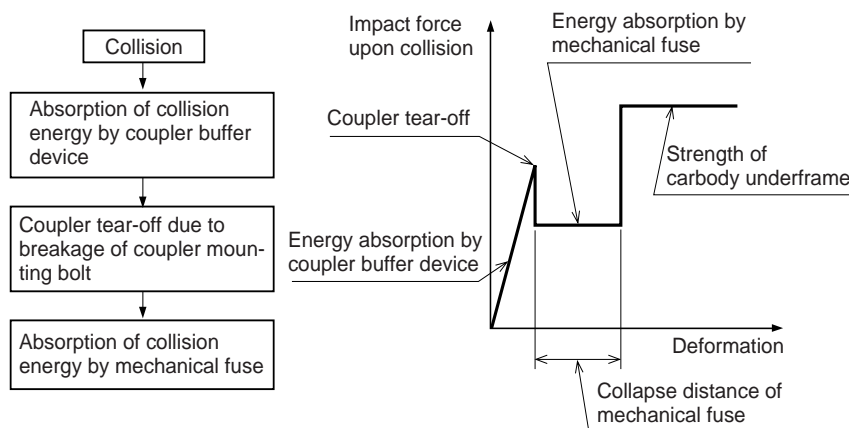 Collision
Absorption of collision
energy by coupler buffer
device
Coupler tear-off due to
breakage of coupler moun-
ting bolt
Absorption of collision
energy by mechanical fuse
Impact force
upon collision
Energy absorption by
mechanical fuse
Coupler tear-off
Strength of
carbody underframe
Energy absorption by
coupler buffer device
Deformation
Collapse distance of
mechanical fuse